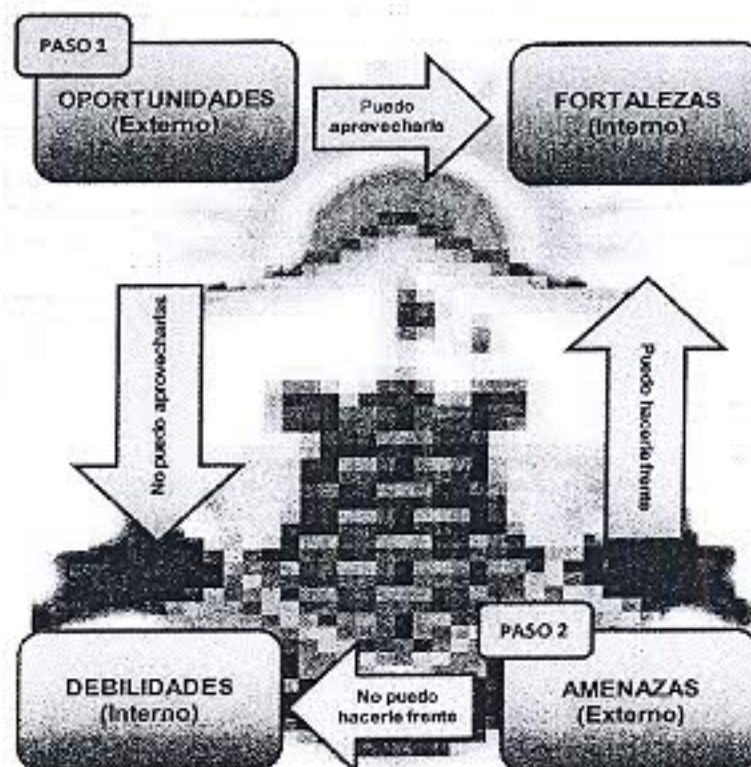 PASO 1
OPORTUNIDADES
(Externo)
Puedo
aprovecharla
FORTALEZAS
(Interno)
No puedo aprovecharlas
Puedo hacerle frente
DEBILIDADES
(Interno)
No puedo
hacerle frente
PASO 2
AMENAZAS
(Externo)